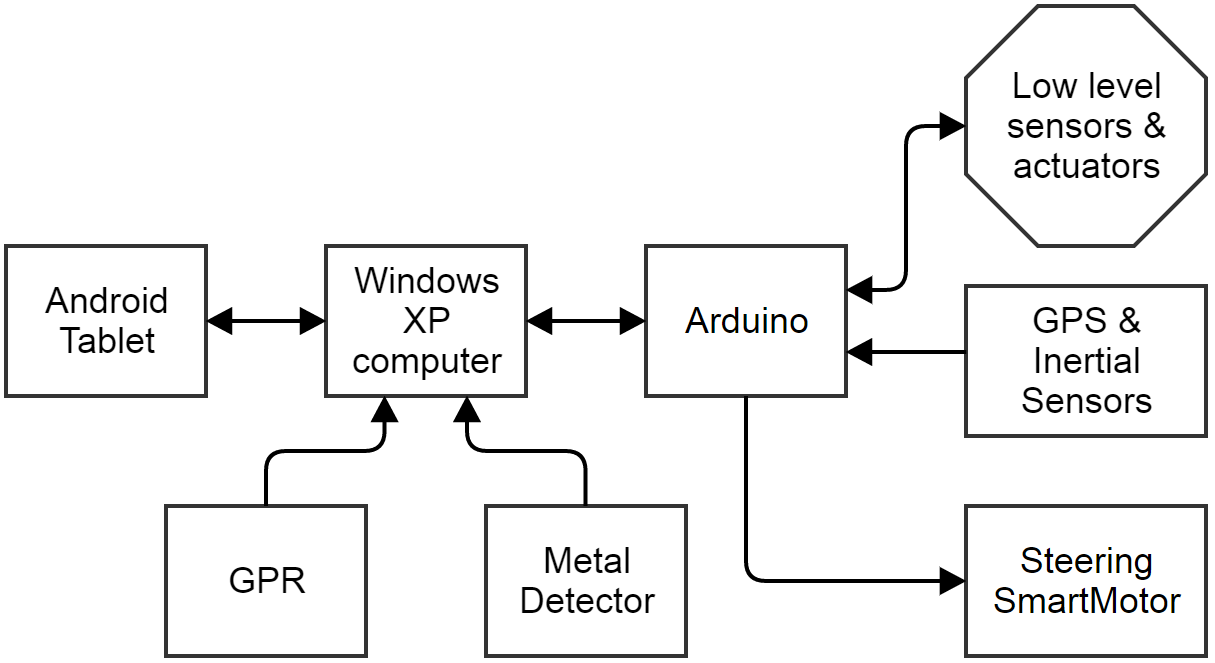 Low level
sensors &
actuators
Android
Tablet
Windows
XP
computer
Arduino
GPS &
Inertial
Sensors
GPR
Metal
Detector
Steering
SmartMotor